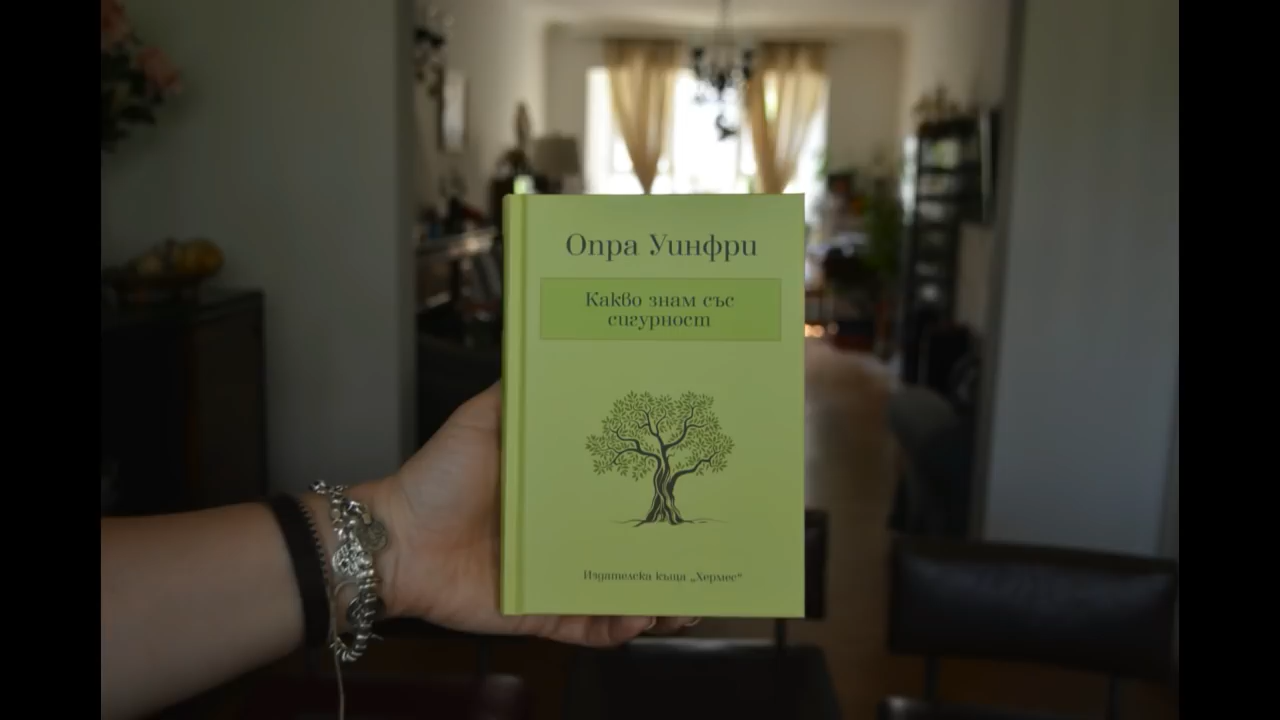 Опра Уинфри
Какво знам със
сигурност
Издателска къща „Хермес“